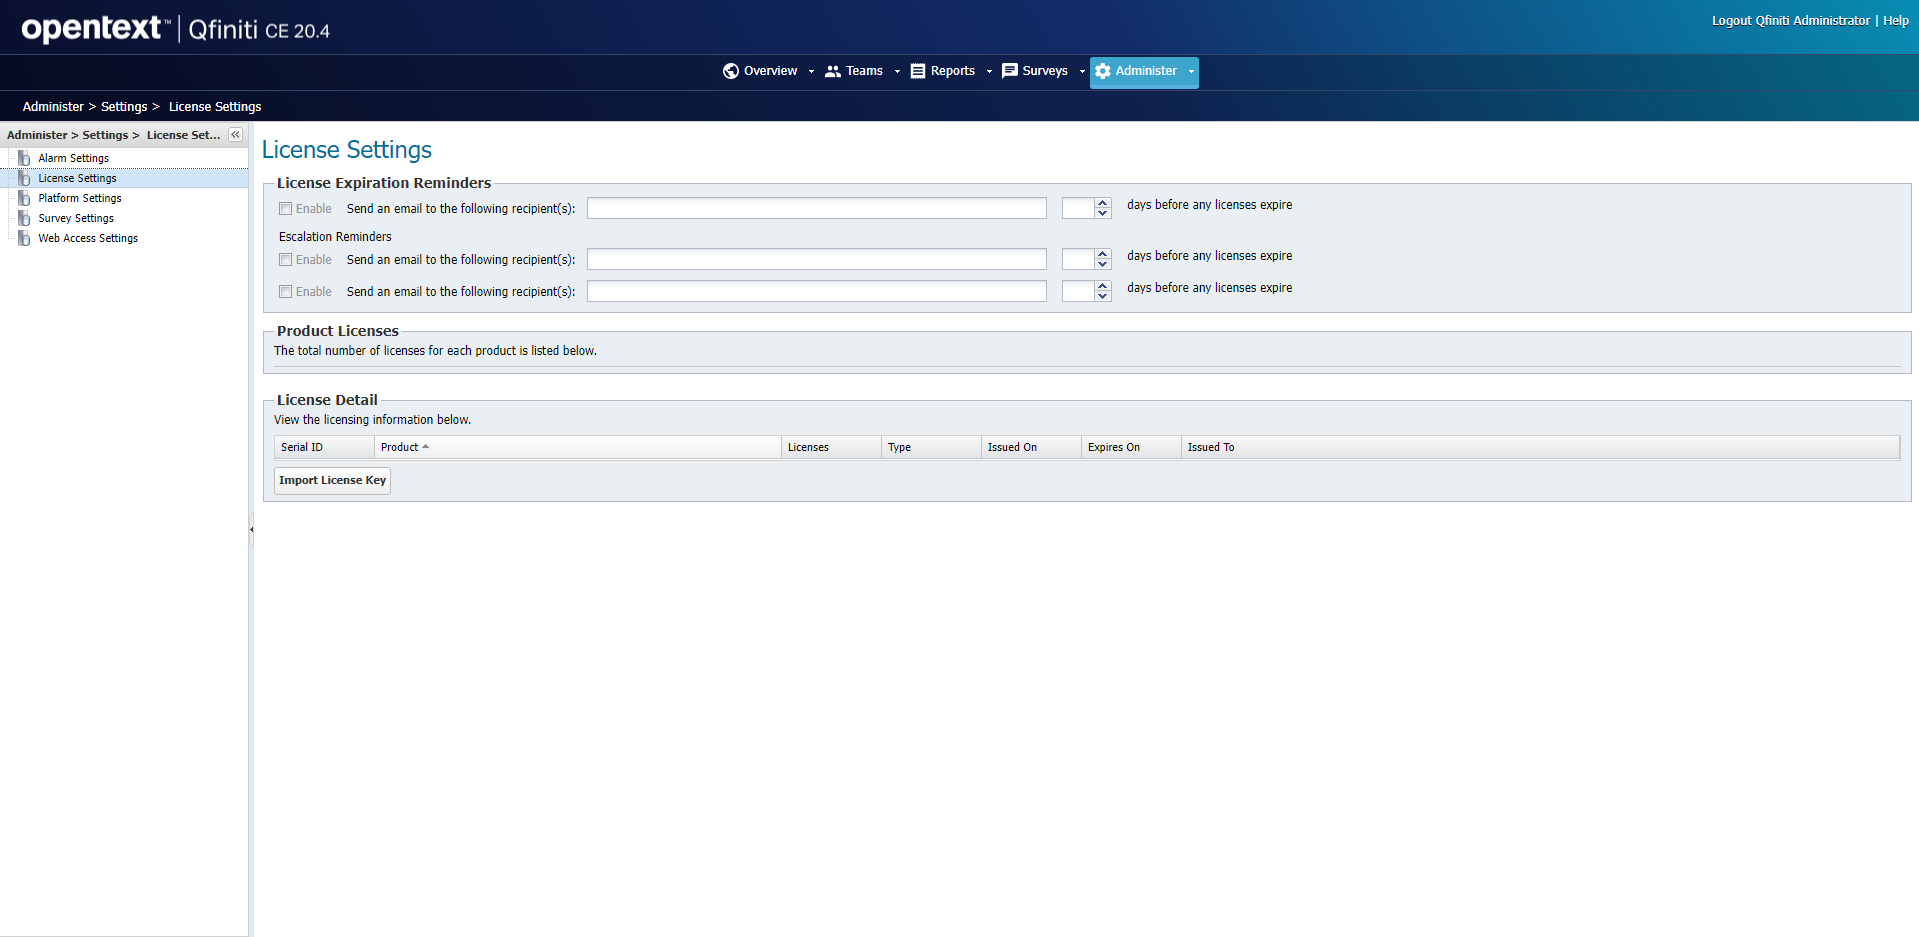 opentext™ | Qfiniti CE 20.4
Logout Qfiniti Administrator | Help
Overview Teams Reports Surveys Administer
Administer > Settings > License Settings
Administer > Settings > License Set...
Alarm Settings
License Settings
Platform Settings
Survey Settings
Web Access Settings
License Settings
License Expiration Reminders
Enable Send an email to the following recipient(s): days before any licenses expire
Escalation Reminders
Enable Send an email to the following recipient(s): days before any licenses expire
Enable Send an email to the following recipient(s): days before any licenses expire
Product Licenses
The total number of licenses for each product is listed below.
License Detail
View the licensing information below.
Serial ID Product Licenses Type Issued On Expires On Issued To
Import License Key